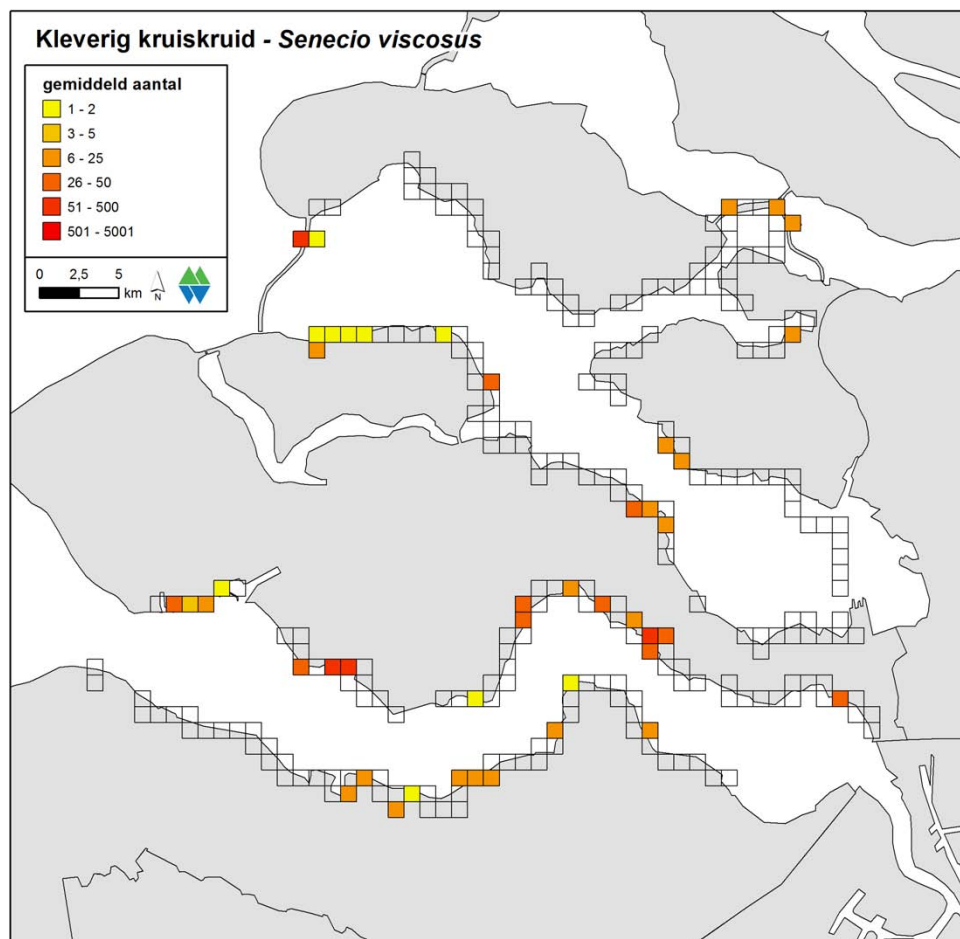 Kleverig kruiskruid - Senecio viscosus
gemiddeld aantal
1 - 2
3 - 5
6 - 25
26 - 50
51 - 500
501 - 5001
0 2,5 5
km
N